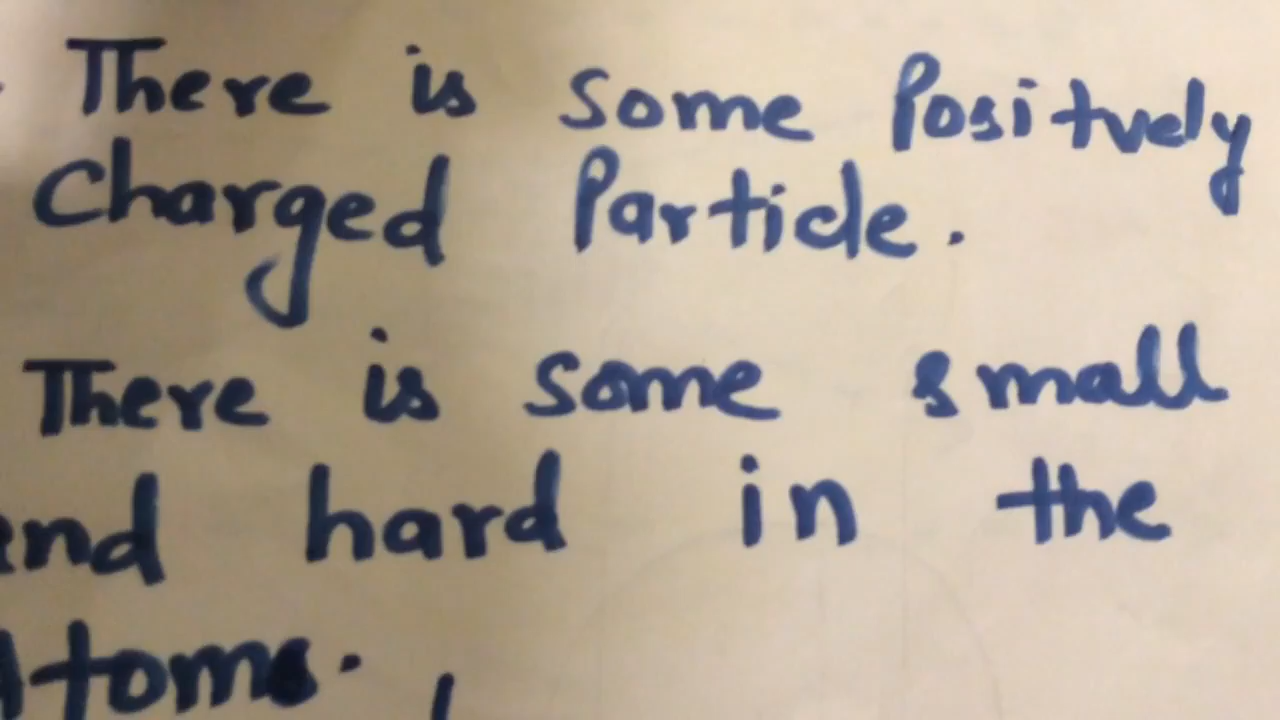 There is some Positvely
Charged Particle.
There is some small
and hard in the
Atoms.